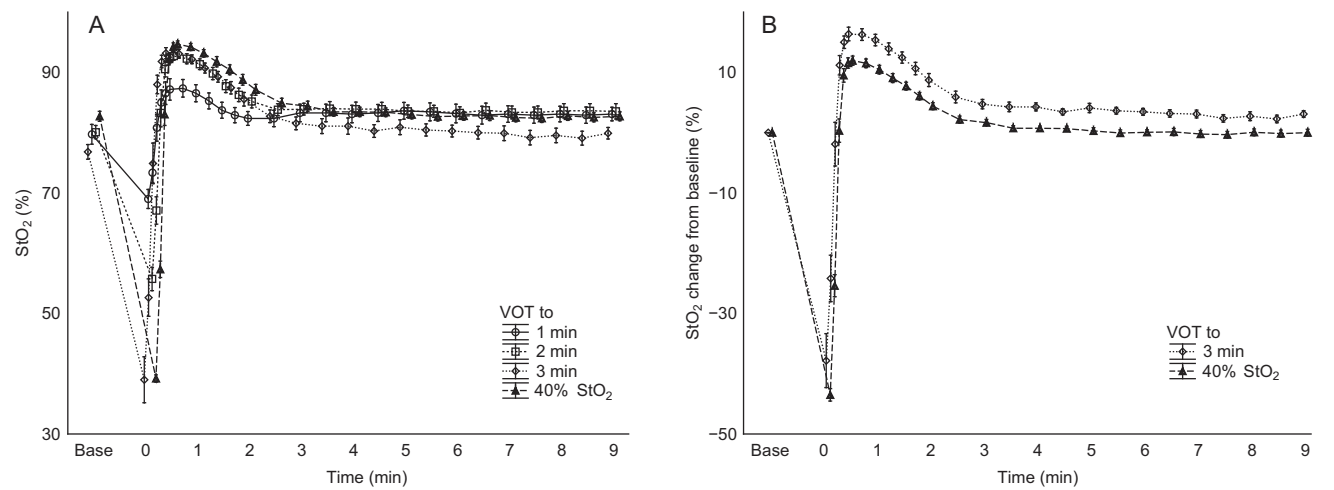 A
StO₂ (%)
90
70
50
30
VOT to
1 min
2 min
3 min
40% StO₂
Base 0 1 2 3 4 5 6 7 8 9
Time (min)
B
StO₂ change from baseline (%)
10
−10
−30
−50
VOT to
3 min
40% StO₂
Base 0 1 2 3 4 5 6 7 8 9
Time (min)